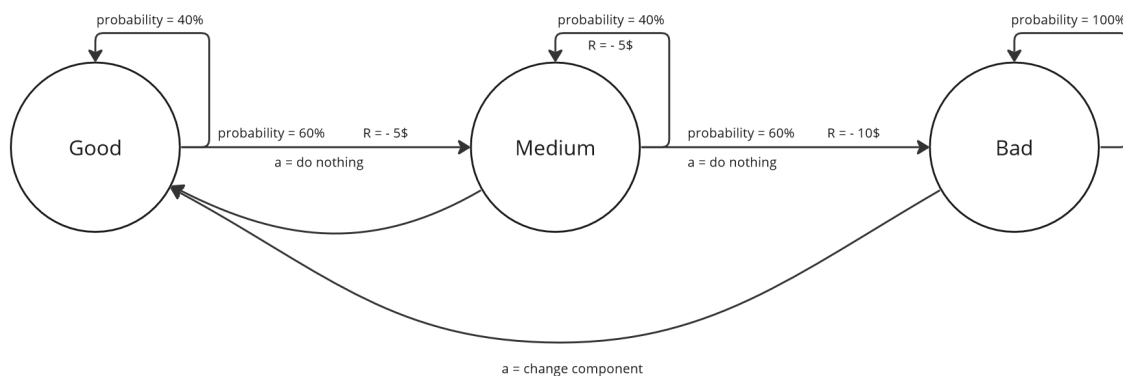 probability = 40%
probability = 40%
probability = 100%
R = - 5$
probability = 60%
R = - 5$
probability = 60%
R = - 10$
Good
Medium
Bad
a = do nothing
a = do nothing
a = change component